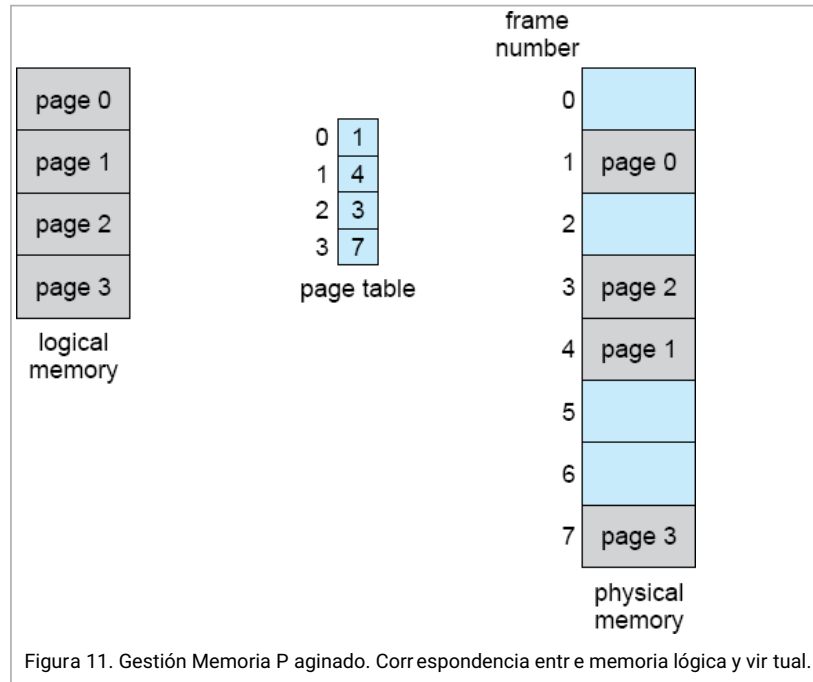 frame
number
page 0
page 1
page 2
page 3
logical
memory
0 1
1 4
2 3
3 7
page table
0
1 page 0
2
3 page 2
4 page 1
5
6
7 page 3
physical
memory
Figura 11. Gestión Memoria P aginado. Corr espondencia entr e memoria lógica y vir tual.